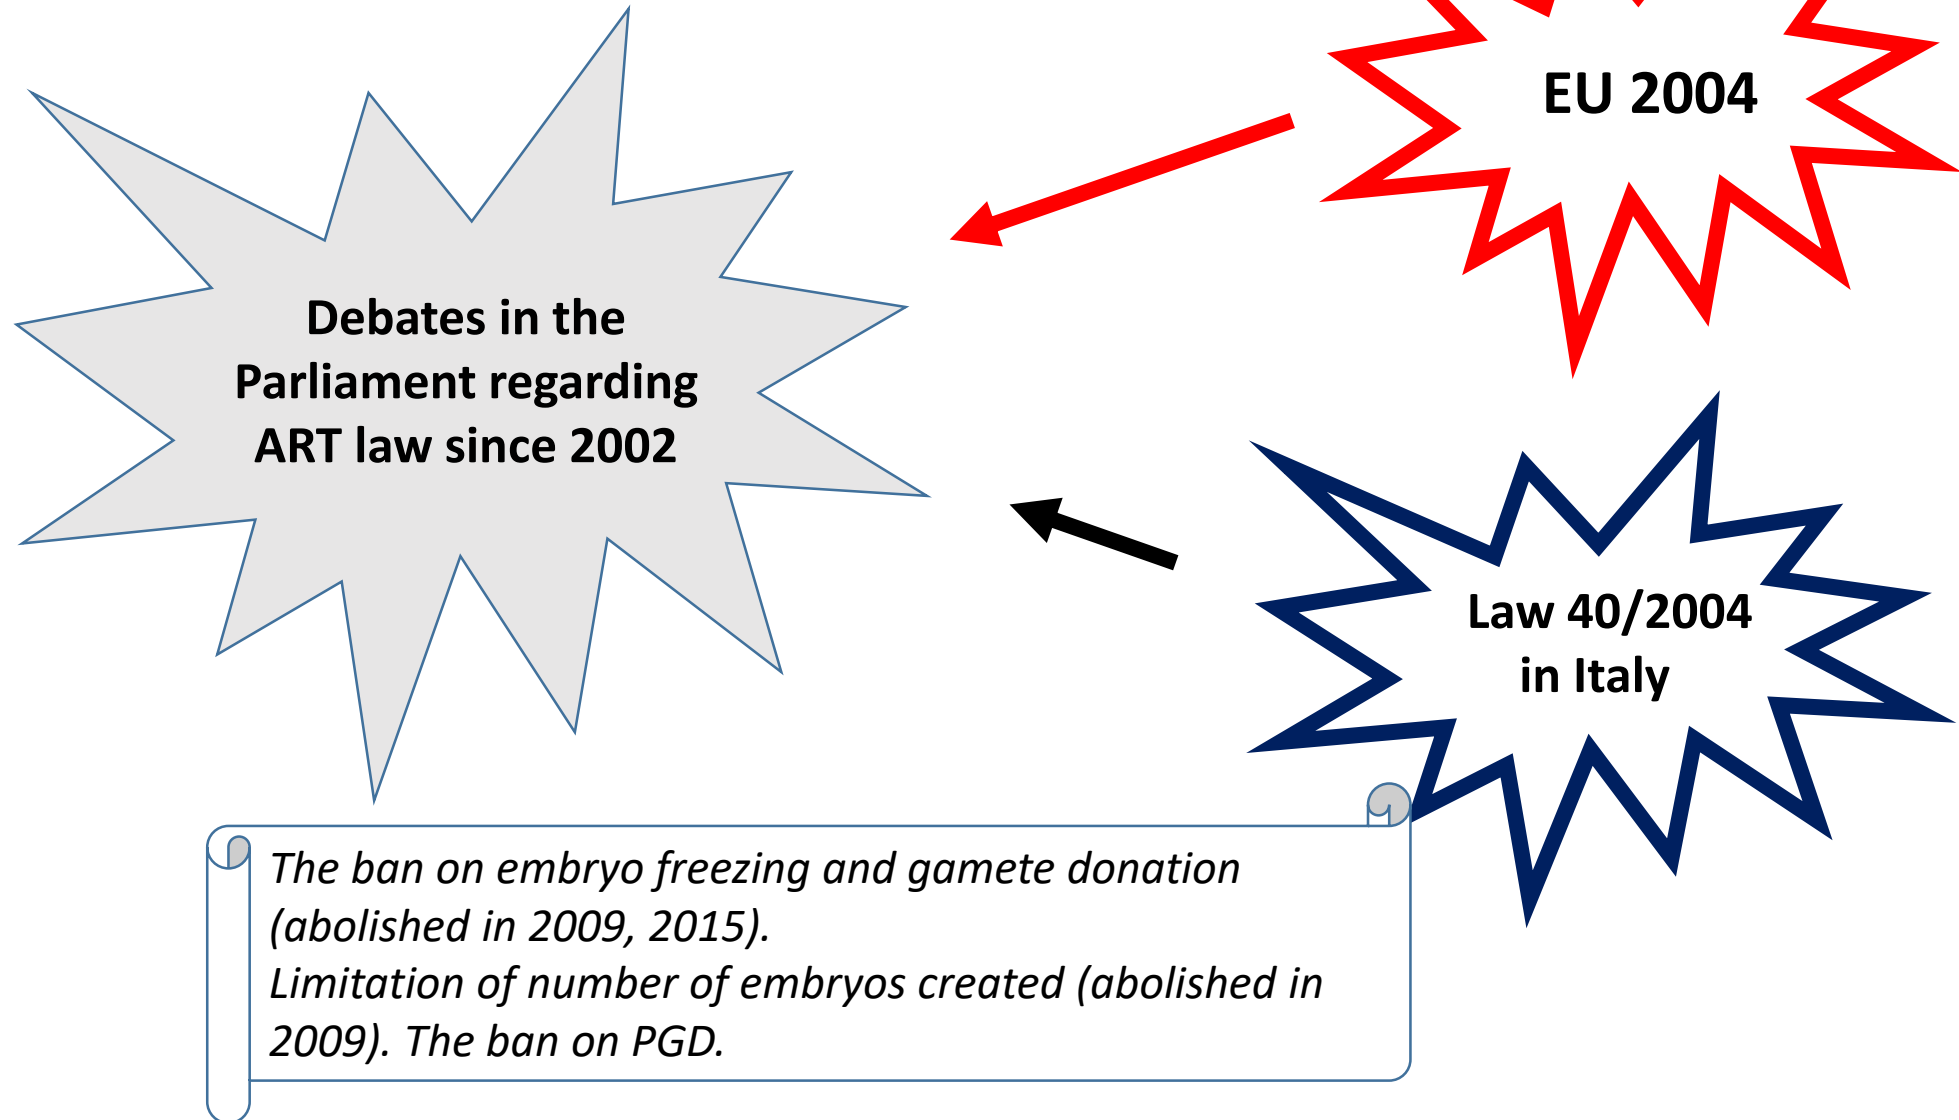 EU 2004
Debates in the
Parliament regarding
ART law since 2002
Law 40/2004
in Italy
The ban on embryo freezing and gamete donation
(abolished in 2009, 2015).
Limitation of number of embryos created (abolished in
2009). The ban on PGD.